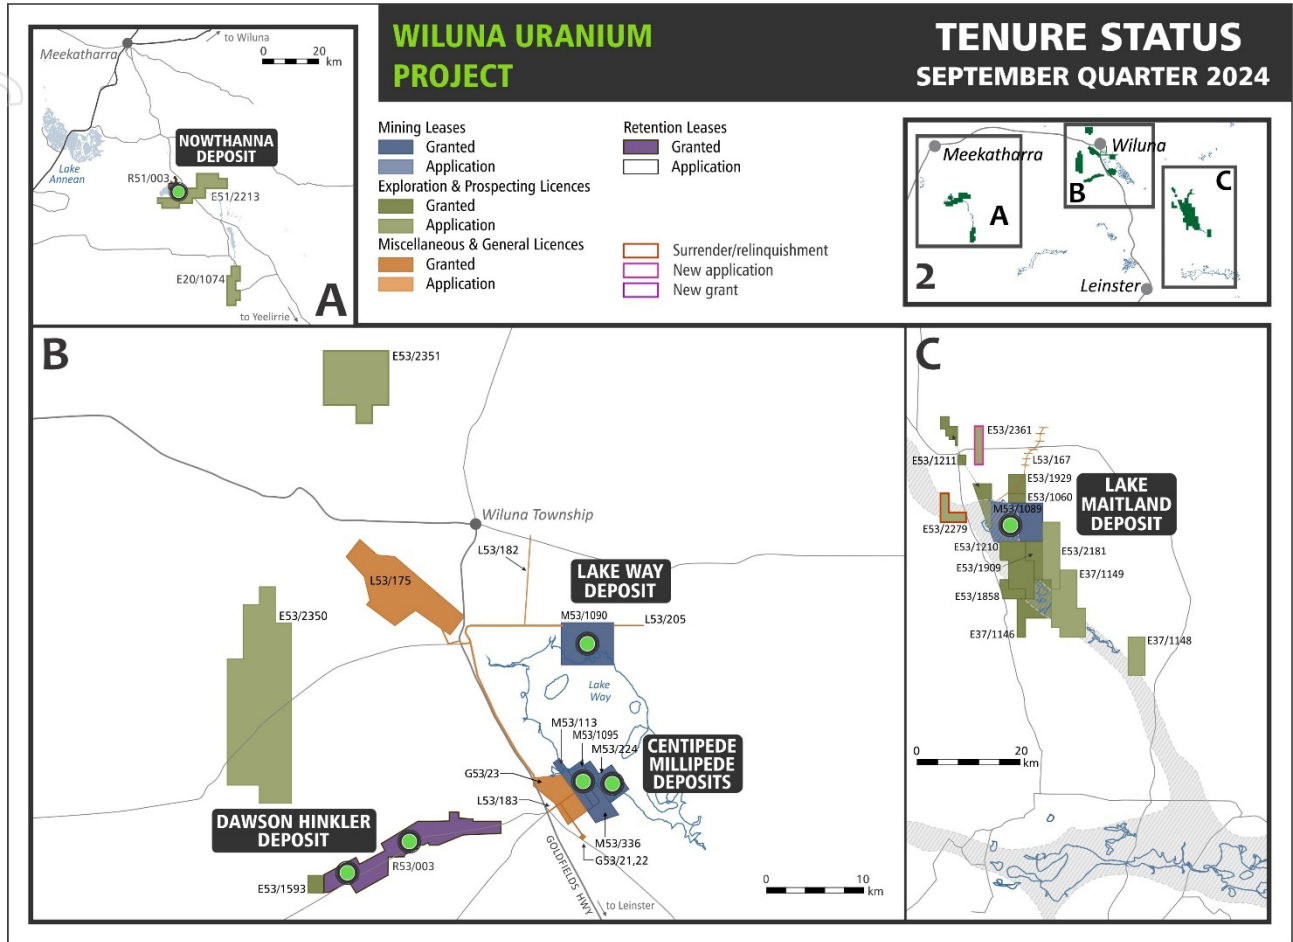 WILUNA URANIUM
PROJECT
TENURE STATUS
SEPTEMBER QUARTER 2024
Meekatharra
to Wiluna
0 20
km
NOWTHANNA
DEPOSIT
Lake
Annean
R51/003
E51/2213
E20/1074
A
to Yeelirrie
Mining Leases
Granted
Application
Exploration & Prospecting Licences
Granted
Application
Miscellaneous & General Licences
Granted
Application
Retention Leases
Granted
Application
Surrender/relinquishment
New application
New grant
Meekatharra
Wiluna
A
B
C
2
Leinster
B
E53/2351
Wiluna Township
L53/182
L53/175
LAKE WAY
DEPOSIT
M53/1090
L53/205
E53/2350
Lake
Way
M53/113
M53/1095
M53/224
CENTIPEDE
MILLIPEDE
DEPOSITS
G53/23
L53/183
DAWSON HINKLER
DEPOSIT
M53/336
G53/21,22
R53/003
E53/1593
GOLDFIELDS HWY
to Leinster
0 10
km
C
E53/2361
E53/1211
L53/167
E53/1929
E53/1060
LAKE
MAITLAND
DEPOSIT
M53/1089
E53/2279
E53/1210
E53/2181
E53/1909
E37/1149
E53/1858
E37/1146
E37/1148
0 20
km